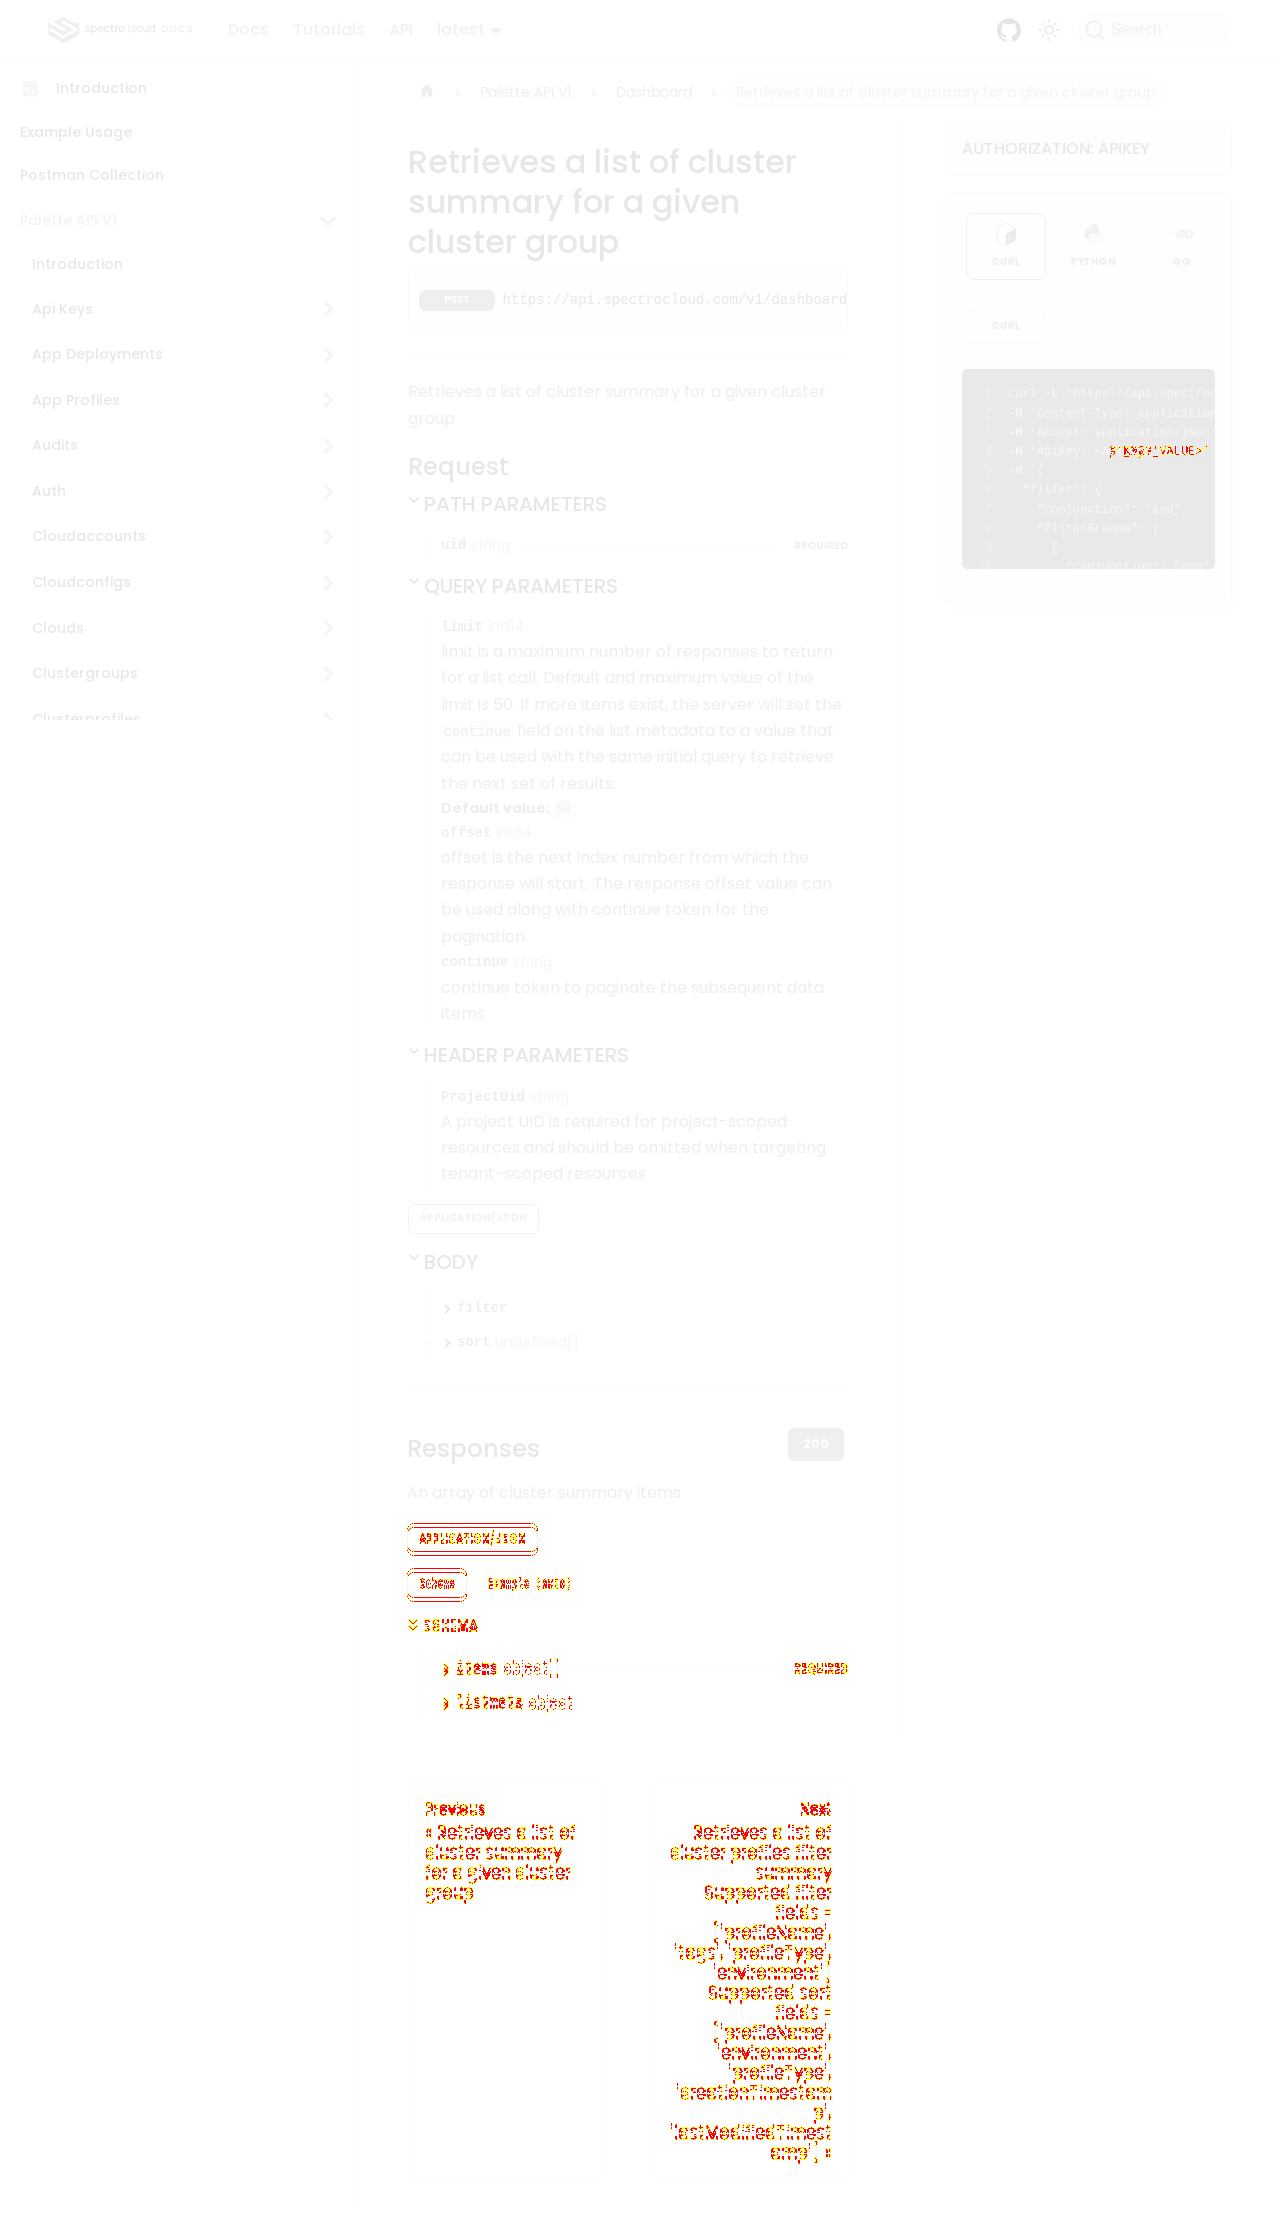 spectro cloud DOCS
Docs
Tutorials
API
latest
Search
Introduction
Example Usage
Postman Collection
Palette API V1
Introduction
Api Keys
App Deployments
App Profiles
Audits
Auth
Cloudaccounts
Cloudconfigs
Clouds
Clustergroups
Clusterprofiles
Palette API V1
Dashboard
Retrieves a list of cluster summary for a given cluster group
Retrieves a list of cluster
summary for a given
cluster group
POST https://api.spectrocloud.com/v1/dashboard
Retrieves a list of cluster summary for a given cluster
group
Request
PATH PARAMETERS
uid string REQUIRED
QUERY PARAMETERS
limit int64
limit is a maximum number of responses to return
for a list call. Default and maximum value of the
limit is 50. If more items exist, the server will set the
continue field on the list metadata to a value that
can be used with the same initial query to retrieve
the next set of results.
Default value: 50
offset int64
offset is the next index number from which the
response will start. The response offset value can
be used along with continue token for the
pagination.
continue string
continue token to paginate the subsequent data
items
HEADER PARAMETERS
ProjectUid string
A project UID is required for project-scoped
resources and should be omitted when targeting
tenant-scoped resources
APPLICATION/JSON
BODY
filter
sort undefined[]
Responses
200
An array of cluster summary items
APPLICATION/JSON
Schema
Example (auto)
SCHEMA
items object[] REQUIRED
listmeta object
Previous
« Retrieves a list of
cluster summary
for a given cluster
group
Next
Retrieves a list of
cluster profiles filter
summary
Supported filter
fields =
["profileName",
"tags", "profileType",
"environment"],
Supported sort
fields =
["profileName",
"environment",
"profileType",
"creationTimestam
p",
"lastModifiedTimest
amp"] »
AUTHORIZATION: APIKEY
CURL
PYTHON
GO
GO
CURL
1 curl -L 'https://api.spectroc
2 -H 'Content-Type: application
3 -H 'Accept: application/json'
4 -H 'ApiKey: <A
5 -d '{
6 "filter": {
7 "conjunction": "and",
8 "filterGroups": [
9 [
10 "conjunction": "and"